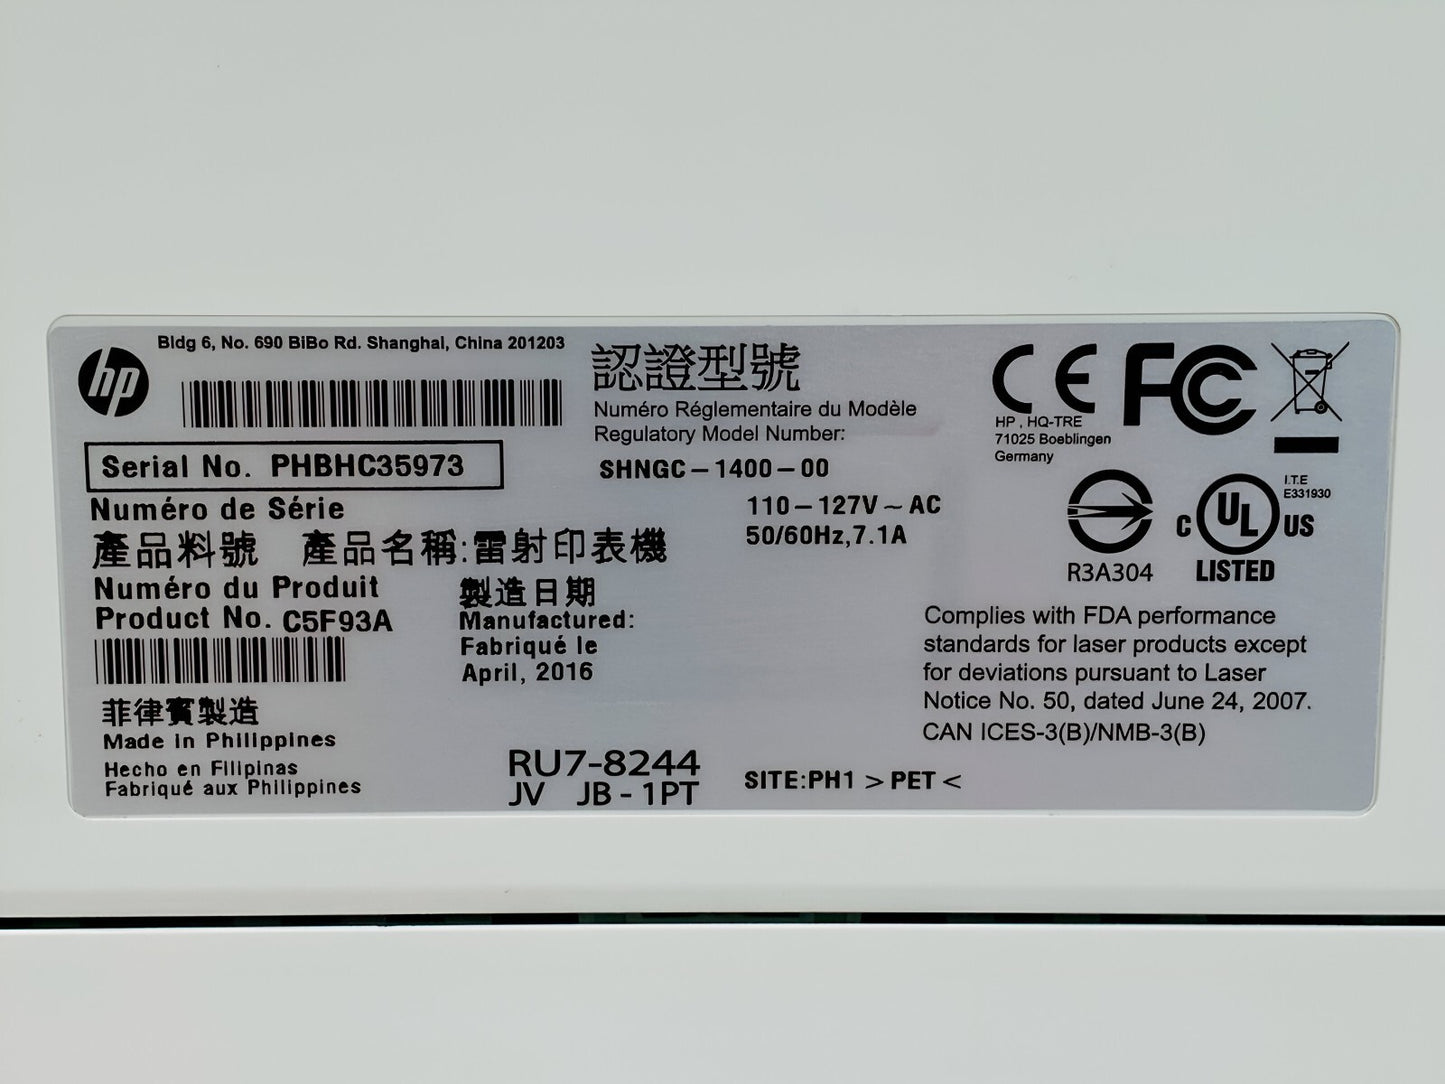 hp
Bldg 6, No. 690 BiBo Rd. Shanghai, China 201203
Serial No. PHBHC35973
Numéro de Série
產品料號 產品名稱:雷射印表機
Numéro du Produit
Product No. C5F93A
製造日期
Manufactured:
Fabriqué le
April, 2016
菲律賓製造
Made in Philippines
Hecho en Filipinas
Fabriqué aux Philippines
RU7-8244
JV JB-1PT
SITE:PH1 >PET<
認證型號
Numéro Réglementaire du Modèle
Regulatory Model Number:
SHNGC-1400-00
110-127V~AC
50/60Hz,7.1A
CE FC
HP , HQ-TRE
71025 Boeblingen
Germany
R3A304
I.T.E
E331930
C UL US
LISTED
Complies with FDA performance
standards for laser products except
for deviations pursuant to Laser
Notice No. 50, dated June 24, 2007.
CAN ICES-3(B)/NMB-3(B)